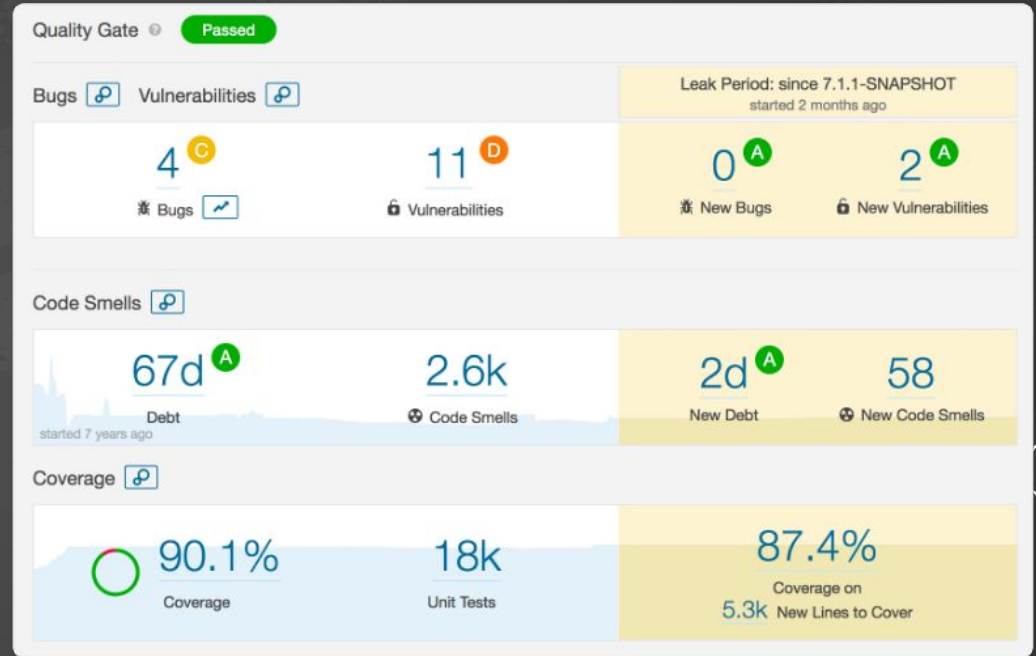 Quality Gate Passed
Bugs Vulnerabilities
Leak Period: since 7.1.1-SNAPSHOT
started 2 months ago
4 C
Bugs
11 D
Vulnerabilities
0 A
New Bugs
2 A
New Vulnerabilities
Code Smells
67d A
Debt
started 7 years ago
2.6k
Code Smells
2d A
New Debt
58
New Code Smells
Coverage
90.1%
Coverage
18k
Unit Tests
87.4%
Coverage on
5.3k New Lines to Cover